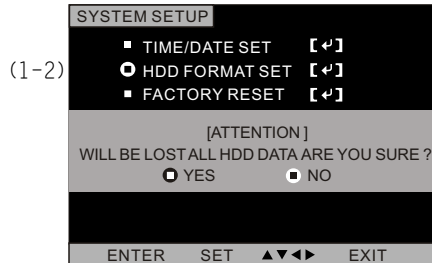 SYSTEM SETUP
TIME/DATE SET [↵]
(1-2) HDD FORMAT SET [↵]
FACTORY RESET [↵]
[ATTENTION ]
WILL BE LOST ALL HDD DATA ARE YOU SURE ?
YES NO
ENTER SET ▲▼◀▶ EXIT